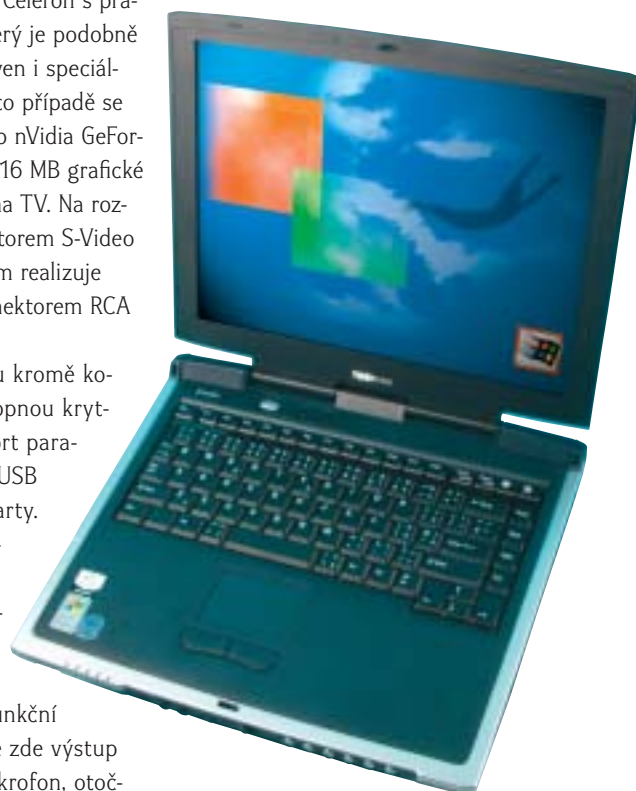 Celeron s pra-
erý je podobně
ven i speciál-
to případě se
o nVidia GeFor-
16 MB grafické
na TV. Na roz-
torem S-Video
m realizuje
nektorem RCA
u kromě ko-
opnou kryt-
ort para-
USB
arty.
-
-
unkční
e zde výstup
krofon, otoč-